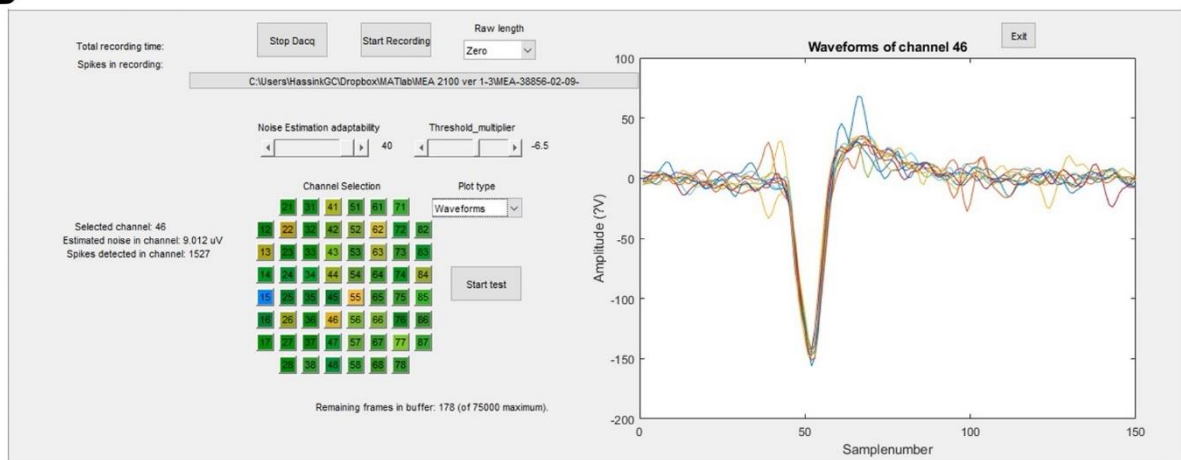 Stop Dacq
Start Recording
Raw length
Zero
Total recording time:
Spikes in recording:
C:\Users\HassinkGC\Dropbox\MATlab\MEA 2100 ver 1-3\MEA-38856-02-09-
Noise Estimation adaptability
40
Threshold_multiplier
-6.5
Channel Selection
Plot type
Waveforms
21 31 41 51 61 71
12 22 32 42 52 62 72 82
13 23 33 43 53 63 73 83
14 24 34 44 54 64 74 84
15 25 35 45 55 65 75 85
16 26 36 46 56 66 76 86
17 27 37 47 57 67 77 87
28 38 48 58 68 78
Selected channel: 46
Estimated noise in channel: 9.012 uV
Spikes detected in channel: 1527
Start test
Remaining frames in buffer: 178 (of 75000 maximum).
Exit
Waveforms of channel 46
100
50
0
-50
-100
-150
-200
Amplitude (?V)
0 50 100 150
Samplenumber